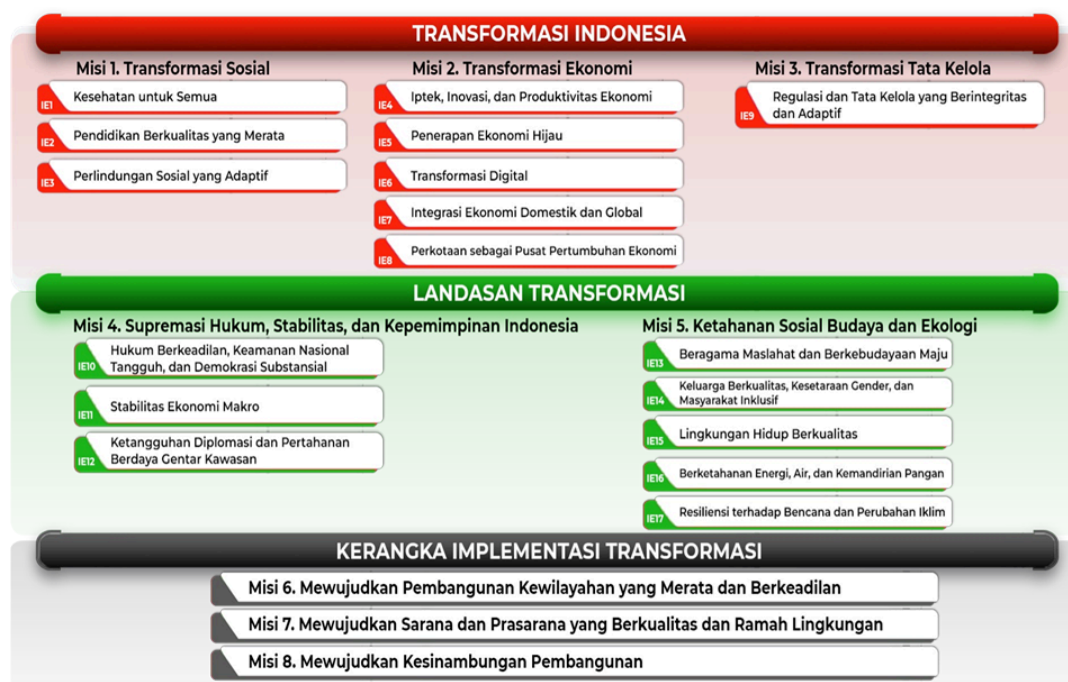 TRANSFORMASI INDONESIA
Misi 1. Transformasi Sosial
IE1 Kesehatan untuk Semua
IE2 Pendidikan Berkualitas yang Merata
IE3 Perlindungan Sosial yang Adaptif
Misi 2. Transformasi Ekonomi
IE4 Iptek, Inovasi, dan Produktivitas Ekonomi
IE5 Penerapan Ekonomi Hijau
IE6 Transformasi Digital
IE7 Integrasi Ekonomi Domestik dan Global
IE8 Perkotaan sebagai Pusat Pertumbuhan Ekonomi
Misi 3. Transformasi Tata Kelola
IE9 Regulasi dan Tata Kelola yang Berintegritas
dan Adaptif
LANDASAN TRANSFORMASI
Misi 4. Supremasi Hukum, Stabilitas, dan Kepemimpinan Indonesia
IE10 Hukum Berkeadilan, Keamanan Nasional
Tangguh, dan Demokrasi Substansial
IE11 Stabilitas Ekonomi Makro
IE12 Ketangguhan Diplomasi dan Pertahanan
Berdaya Gentar Kawasan
Misi 5. Ketahanan Sosial Budaya dan Ekologi
IE13 Beragama Maslahat dan Berkebudayaan Maju
IE14 Keluarga Berkualitas, Kesetaraan Gender, dan
Masyarakat Inklusif
IE15 Lingkungan Hidup Berkualitas
IE16 Berketahanan Energi, Air, dan Kemandirian Pangan
IE17 Resiliensi terhadap Bencana dan Perubahan Iklim
KERANGKA IMPLEMENTASI TRANSFORMASI
Misi 6. Mewujudkan Pembangunan Kewilayahan yang Merata dan Berkeadilan
Misi 7. Mewujudkan Sarana dan Prasarana yang Berkualitas dan Ramah Lingkungan
Misi 8. Mewujudkan Kesinambungan Pembangunan